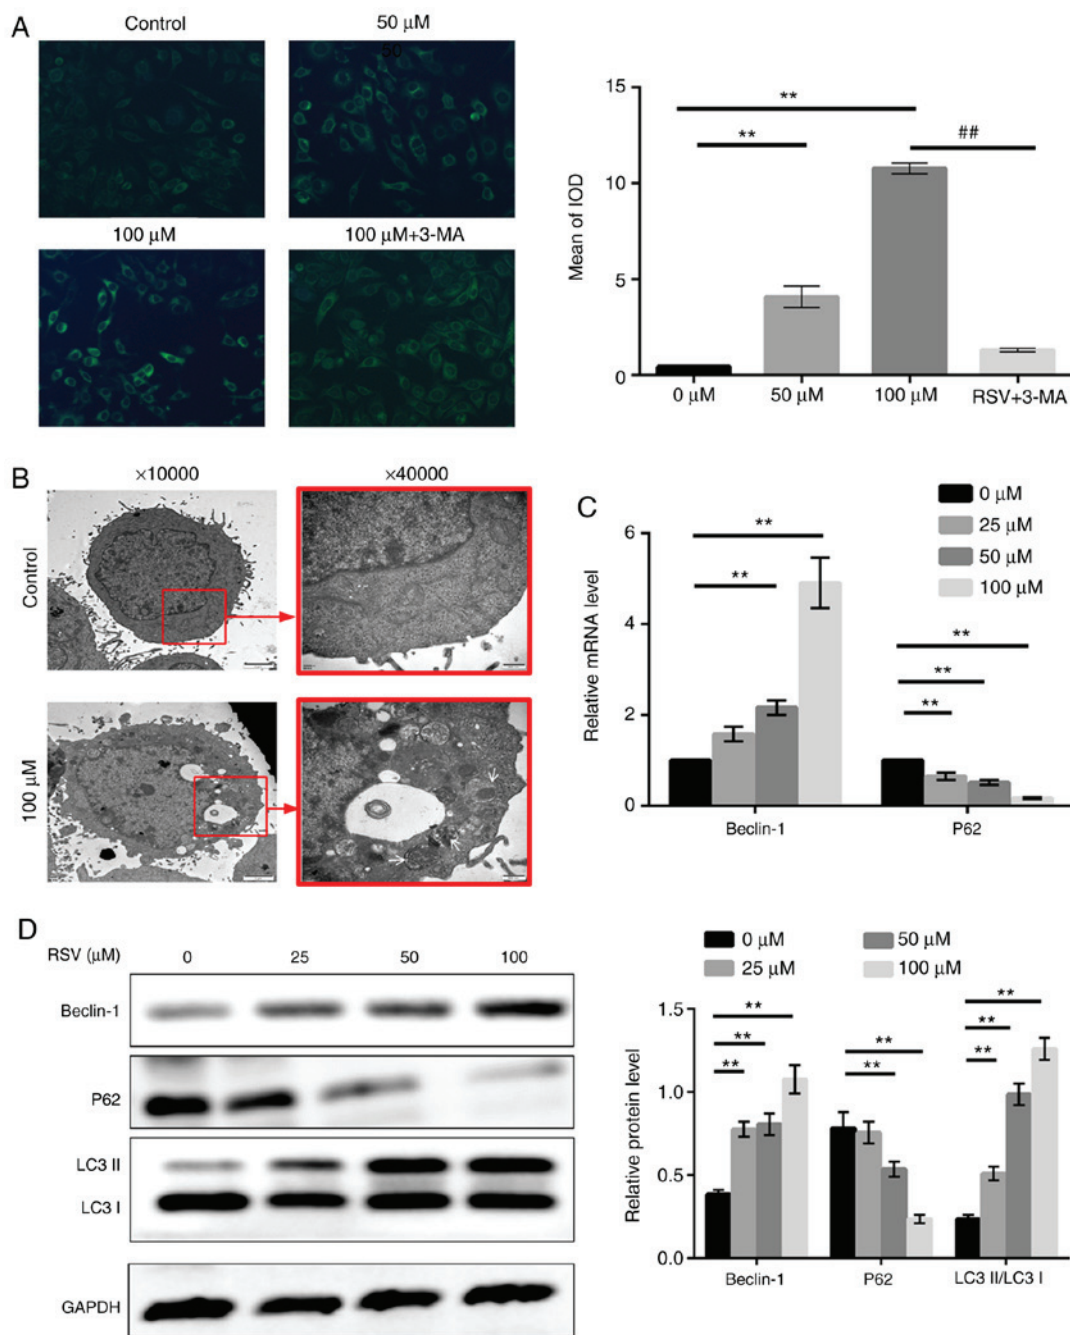 A
Control
50 μM
50
100 μM
100 μM+3-MA
Mean of IOD
15
10
5
0
**
**
##
0 μM
50 μM
100 μM
RSV+3-MA
B
×10000
×40000
Control
100 μM
C
0 μM
25 μM
50 μM
100 μM
Relative mRNA level
6
4
2
0
**
**
**
**
**
Beclin-1
P62
D
RSV (μM)
0
25
50
100
Beclin-1
P62
LC3 II
LC3 I
GAPDH
0 μM
50 μM
25 μM
100 μM
Relative protein level
1.5
1.0
0.5
0.0
**
**
**
**
**
**
**
**
Beclin-1
P62
LC3 II/LC3 I